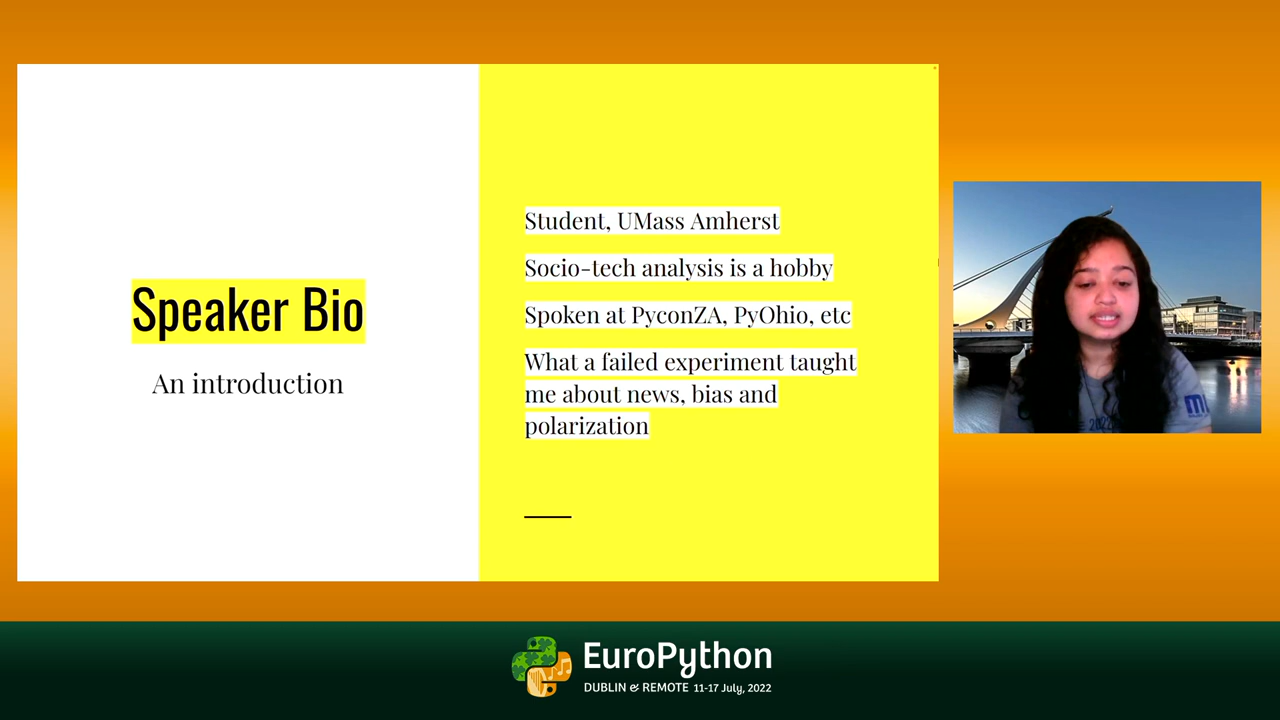 Speaker Bio
An introduction
Student, UMass Amherst
Socio-tech analysis is a hobby
Spoken at PyconZA, PyOhio, etc
What a failed experiment taught
me about news, bias and
polarization
EuroPython
DUBLIN & REMOTE 11-17 July, 2022